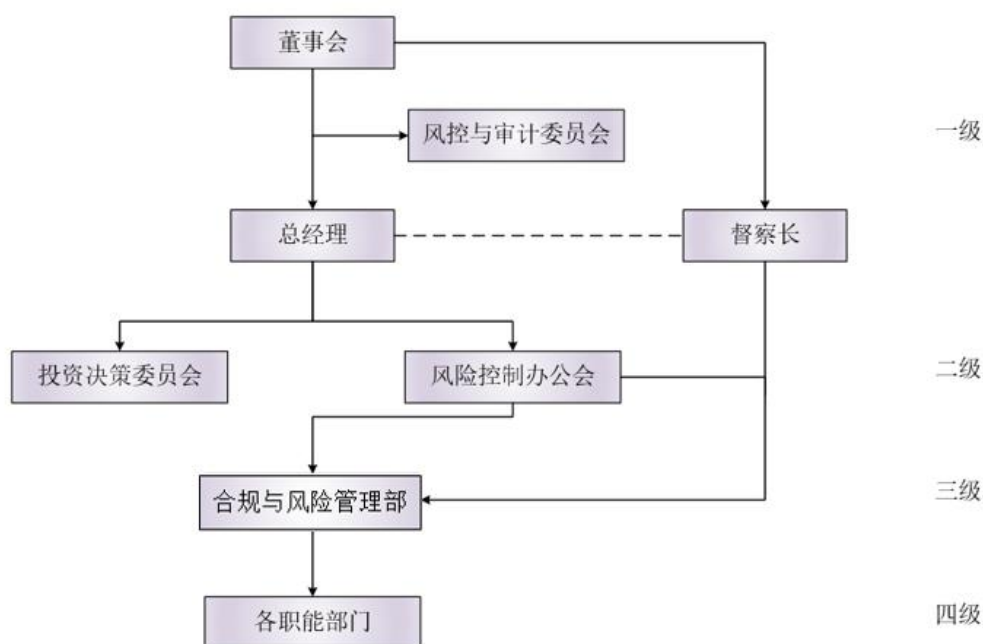 董事会
风控与审计委员会
一级
总经理
督察长
投资决策委员会
风险控制办公会
二级
合规与风险管理部
三级
各职能部门
四级